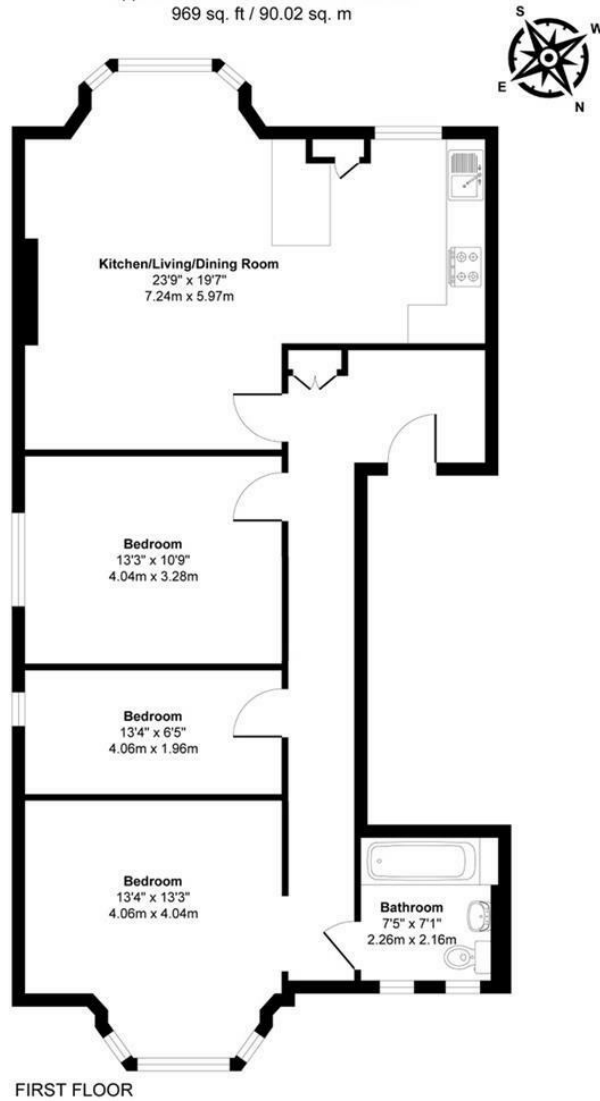 969 sq. ft / 90.02 sq. m
S
W
E
N
Kitchen/Living/Dining Room
23'9" x 19'7"
7.24m x 5.97m
Bedroom
13'3" x 10'9"
4.04m x 3.28m
Bedroom
13'4" x 6'5"
4.06m x 1.96m
Bedroom
13'4" x 13'3"
4.06m x 4.04m
Bathroom
7'5" x 7'1"
2.26m x 2.16m
FIRST FLOOR